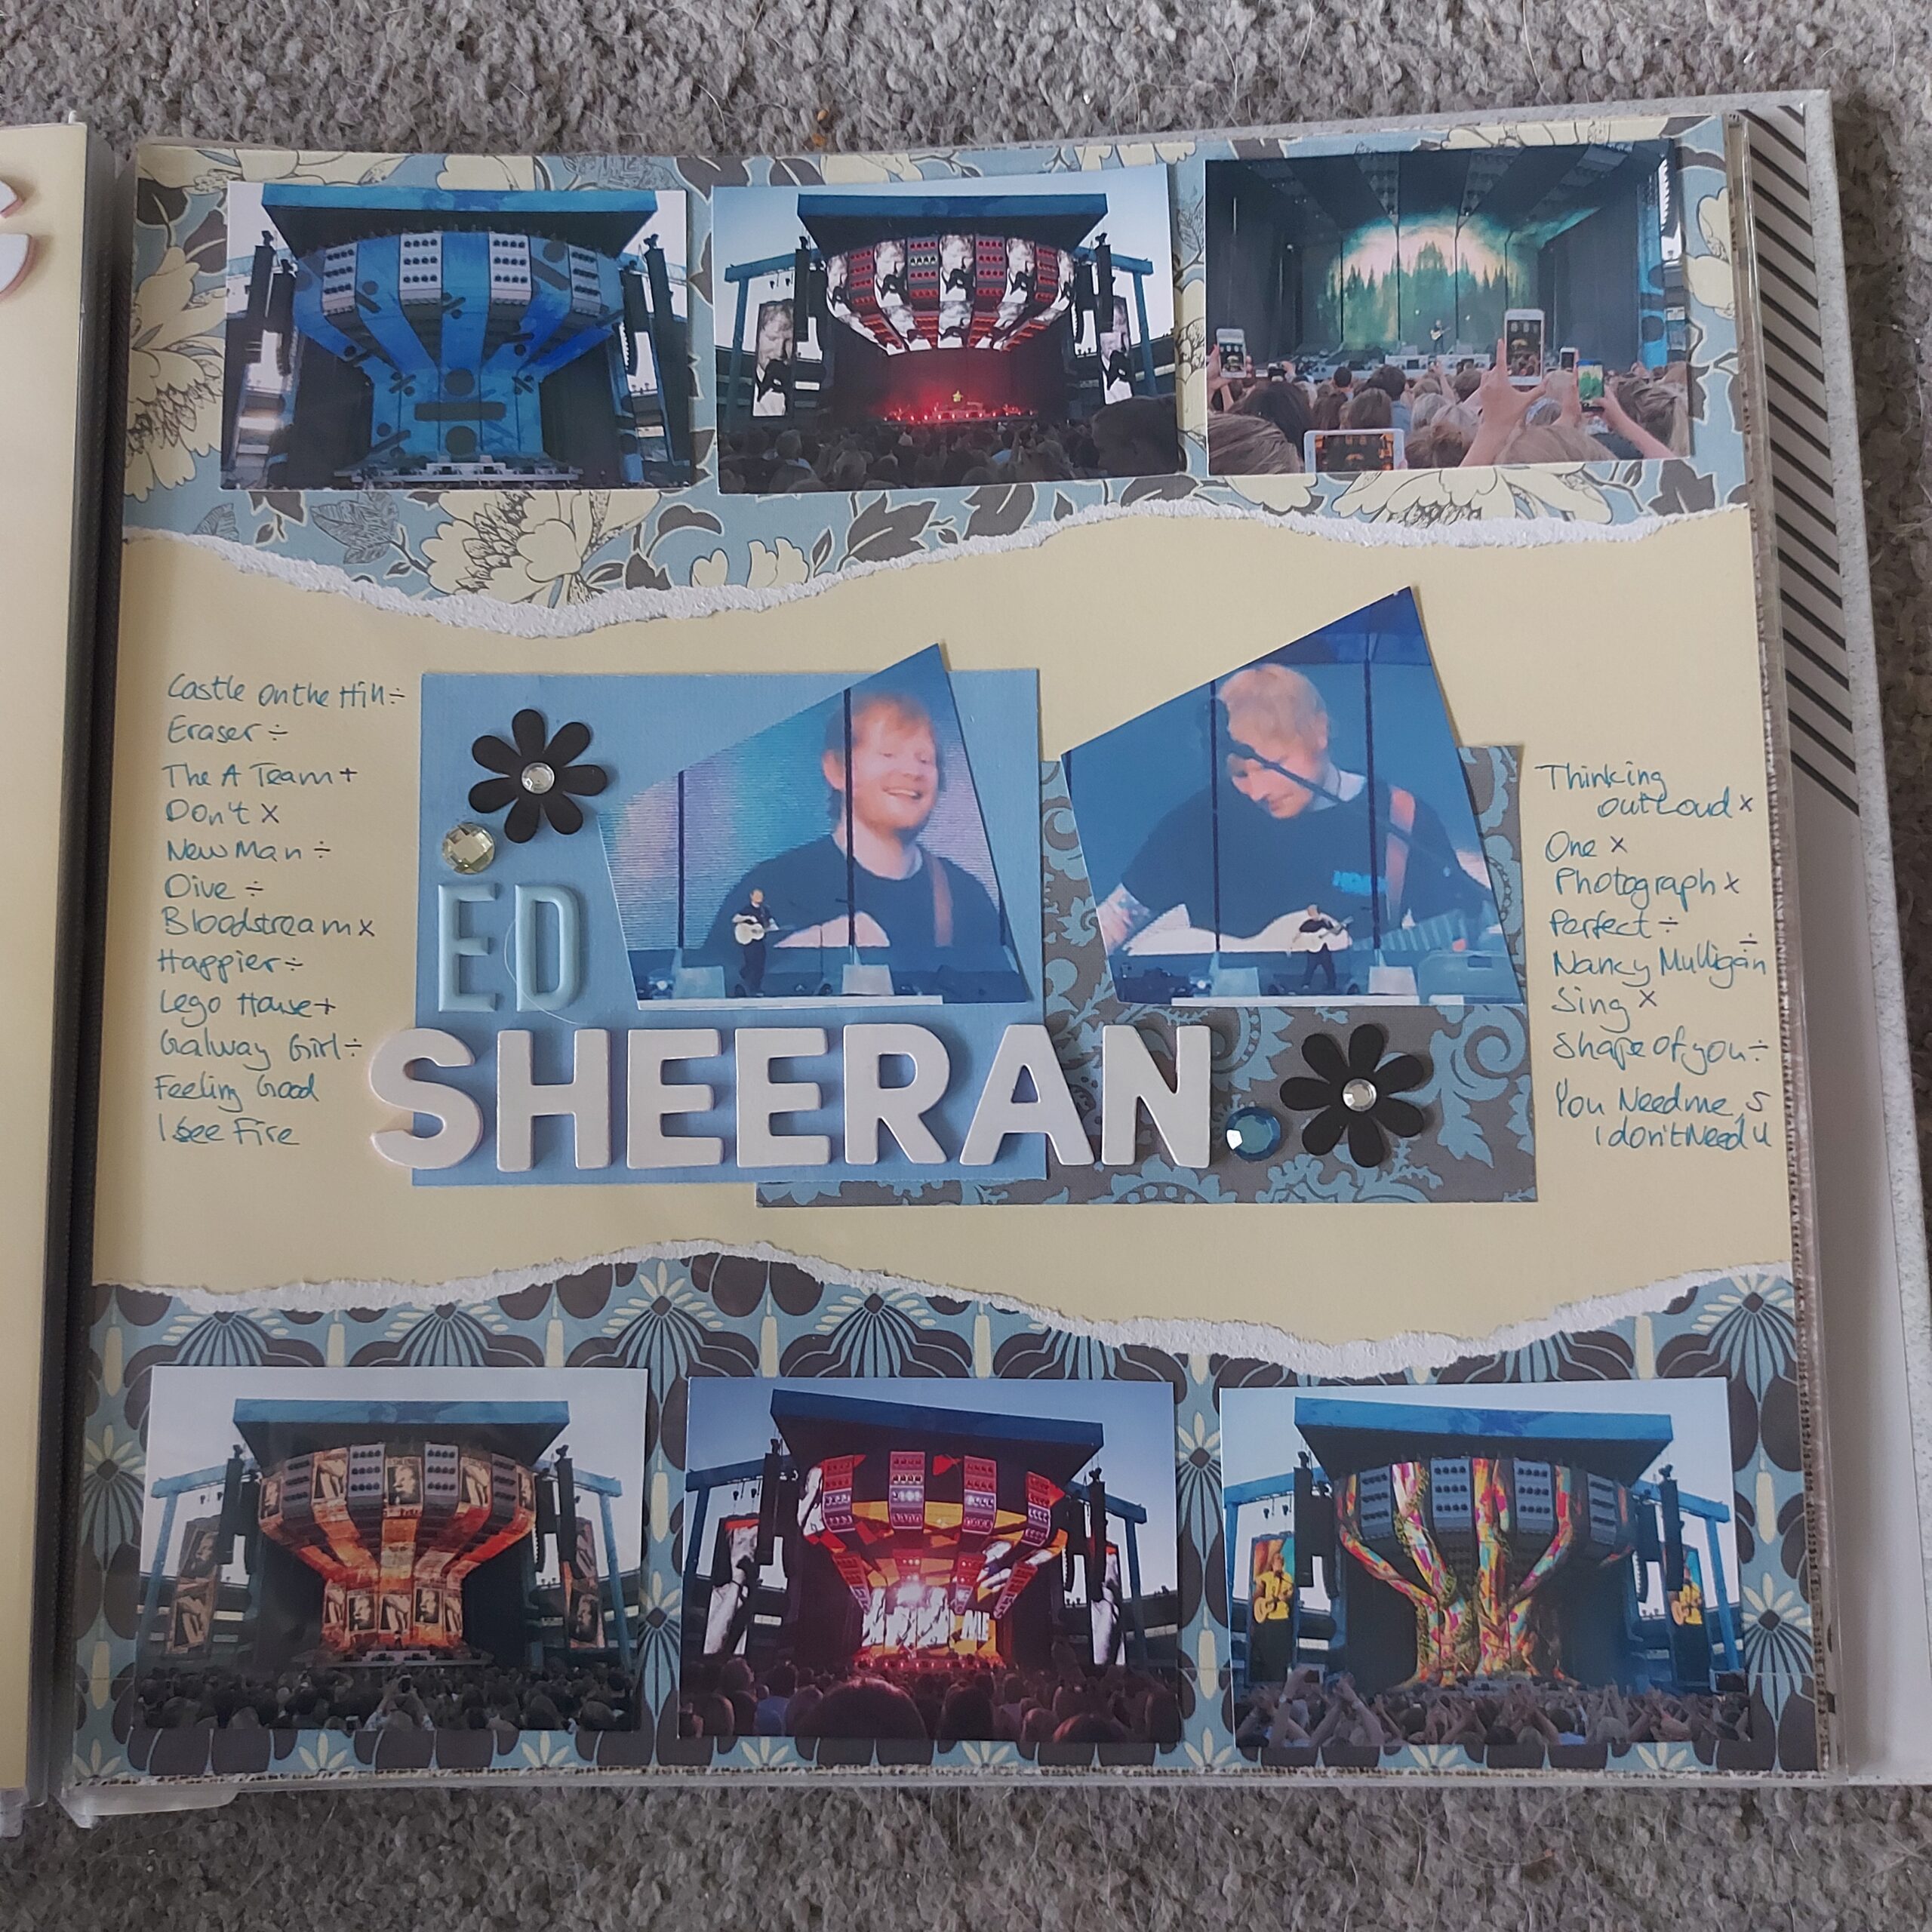 Castle on the Hill ÷
Eraser ÷
The A Team +
Don't x
New Man ÷
Dive ÷
Bloodstream x
Happier ÷
Lego House +
Galway Girl ÷
Feeling Good
I See Fire
ED
SHEERAN
Thinking
out Loud x
One x
Photograph x
Perfect ÷
Nancy Mulligan ÷
Sing x
Shape of you ÷
You Need me,
I don't Need u